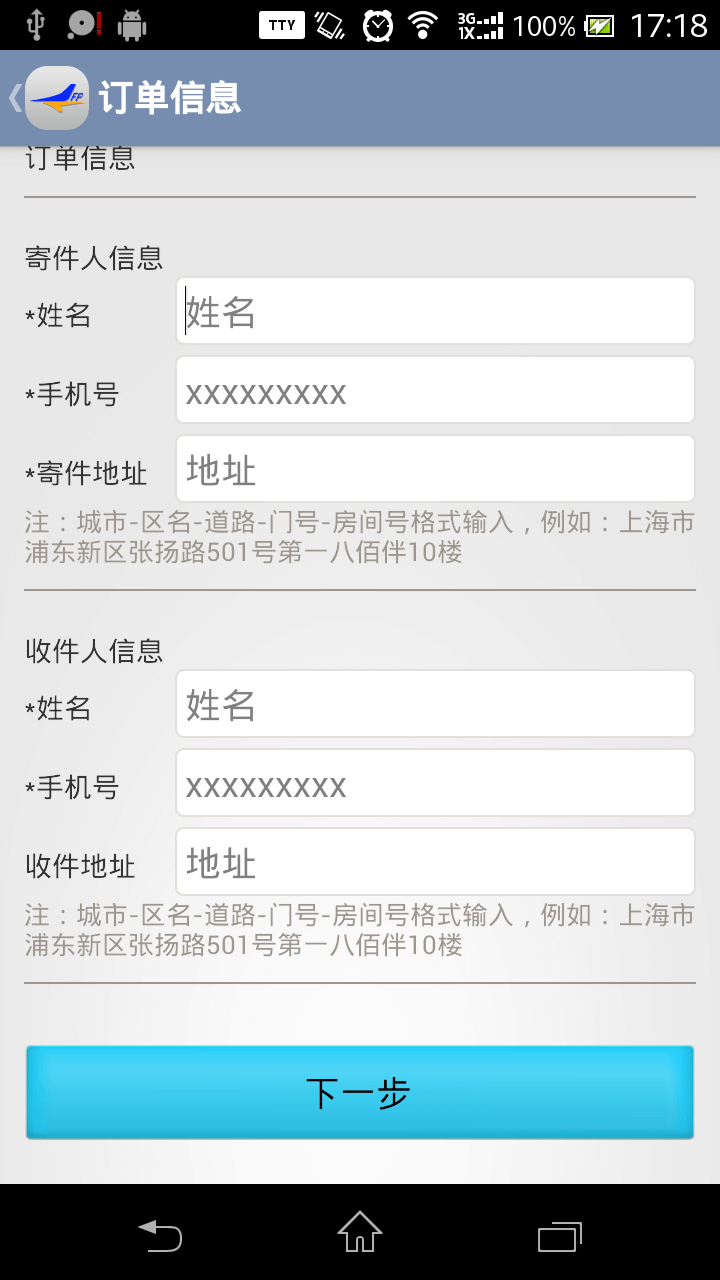 TTY 3G 1X 100% 17:18
FP 订单信息
订单信息
寄件人信息
*姓名 姓名
*手机号 xxxxxxxxx
*寄件地址 地址
注：城市-区名-道路-门号-房间号格式输入，例如：上海市
浦东新区张扬路501号第一八佰伴10楼
收件人信息
*姓名 姓名
*手机号 xxxxxxxxx
收件地址 地址
注：城市-区名-道路-门号-房间号格式输入，例如：上海市
浦东新区张扬路501号第一八佰伴10楼
下一步